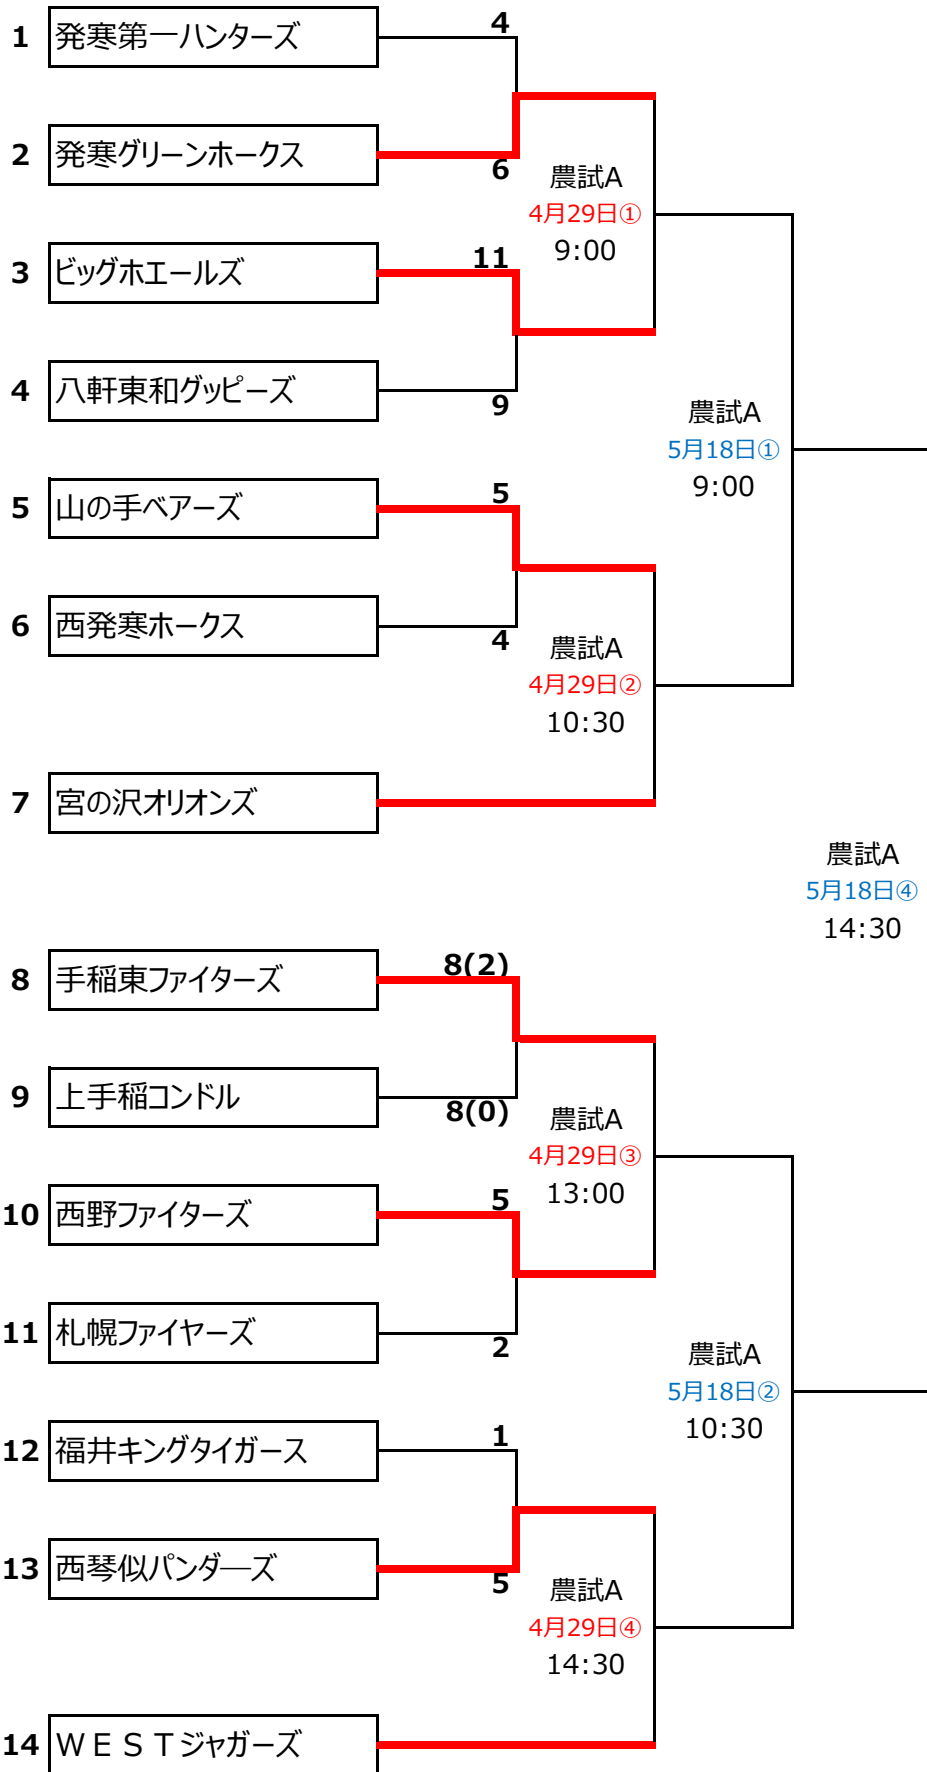 1 発寒第一ハンターズ 4
2 発寒グリーンホークス 6
農試A
4月29日①
9:00
3 ビッグホエールズ 11
4 八軒東和グッピーズ 9
農試A
5月18日①
9:00
5 山の手ベアーズ 5
6 西発寒ホークス 4
農試A
4月29日②
10:30
7 宮の沢オリオンズ
農試A
5月18日④
14:30
8 手稲東ファイターズ 8(2)
9 上手稲コンドル 8(0)
農試A
4月29日③
13:00
10 西野ファイターズ 5
11 札幌ファイヤーズ 2
農試A
5月18日②
10:30
12 福井キングタイガース 1
13 西琴似パンダ―ズ 5
農試A
4月29日④
14:30
14 ＷＥＳＴジャガーズ